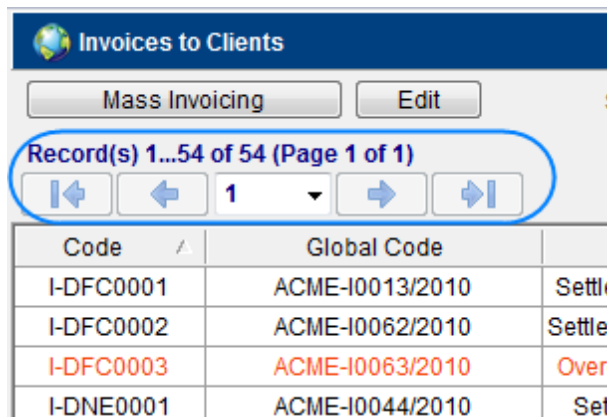 Invoices to Clients
Mass Invoicing Edit
Record(s) 1...54 of 54 (Page 1 of 1)
1
Code Global Code
I-DFC0001 ACME-I0013/2010
I-DFC0002 ACME-I0062/2010
I-DFC0003 ACME-I0063/2010
I-DNE0001 ACME-I0044/2010